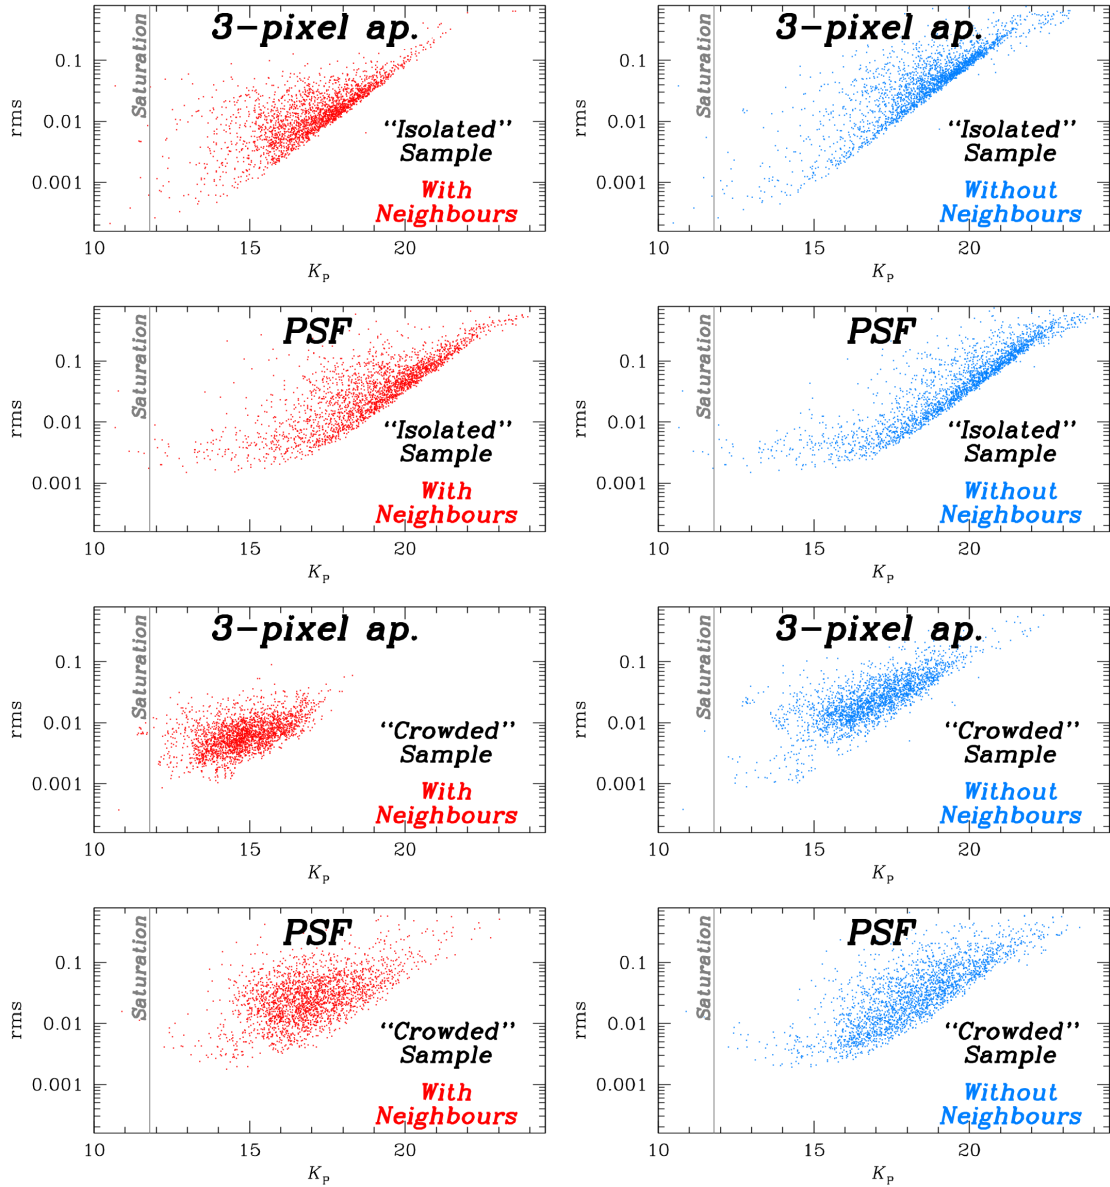 3-pixel ap.
Saturation
rms
0.1
0.01
0.001
"Isolated"
Sample
With
Neighbours
10 15 20
K_P
3-pixel ap.
Saturation
rms
0.1
0.01
0.001
"Isolated"
Sample
Without
Neighbours
10 15 20
K_P
PSF
Saturation
rms
0.1
0.01
0.001
"Isolated"
Sample
With
Neighbours
10 15 20
K_P
PSF
Saturation
rms
0.1
0.01
0.001
"Isolated"
Sample
Without
Neighbours
10 15 20
K_P
3-pixel ap.
Saturation
rms
0.1
0.01
0.001
"Crowded"
Sample
With
Neighbours
10 15 20
K_P
3-pixel ap.
Saturation
rms
0.1
0.01
0.001
"Crowded"
Sample
Without
Neighbours
10 15 20
K_P
PSF
Saturation
rms
0.1
0.01
0.001
"Crowded"
Sample
With
Neighbours
10 15 20
K_P
PSF
Saturation
rms
0.1
0.01
0.001
"Crowded"
Sample
Without
Neighbours
10 15 20
K_P